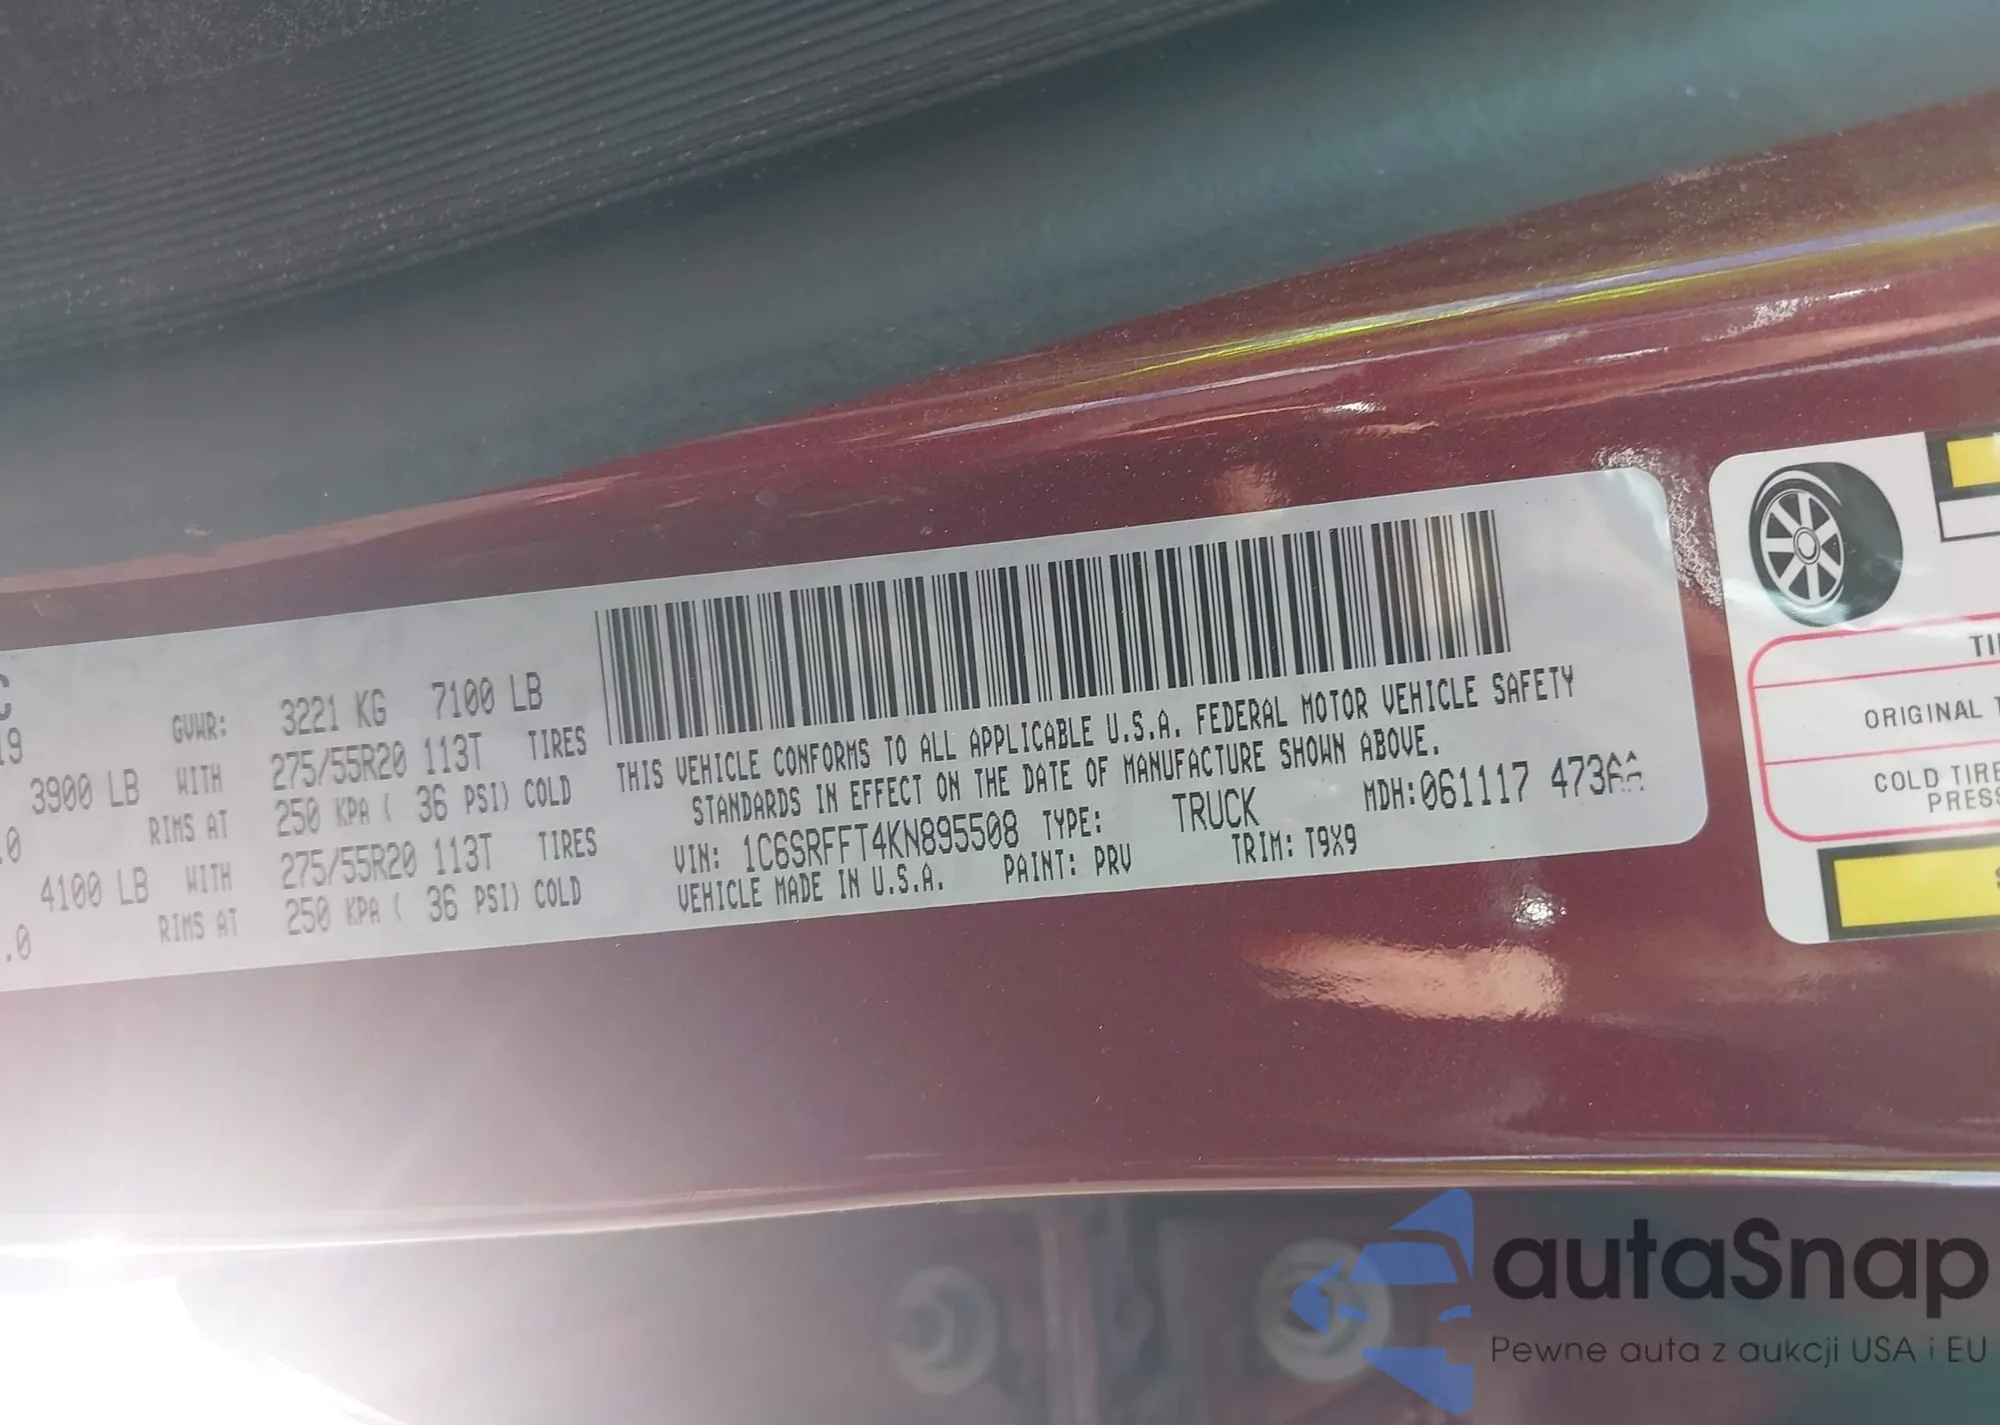 C
19
GVWR: 3221 KG 7100 LB
3900 LB WITH 275/55R20 113T TIRES
.0 RIMS AT 250 KPA ( 36 PSI) COLD
4100 LB WITH 275/55R20 113T TIRES
.0 RIMS AT 250 KPA ( 36 PSI) COLD
THIS VEHICLE CONFORMS TO ALL APPLICABLE U.S.A. FEDERAL MOTOR VEHICLE SAFETY
STANDARDS IN EFFECT ON THE DATE OF MANUFACTURE SHOWN ABOVE.
MDH:061117
VIN: 1C6SRFFT4KN895508 TYPE: TRUCK
VEHICLE MADE IN U.S.A. PAINT: PRV TRIM: T9X9
TI
ORIGINAL T
COLD TIRE
PRESS
S
autaSnap
Pewne auta z aukcji USA i EU